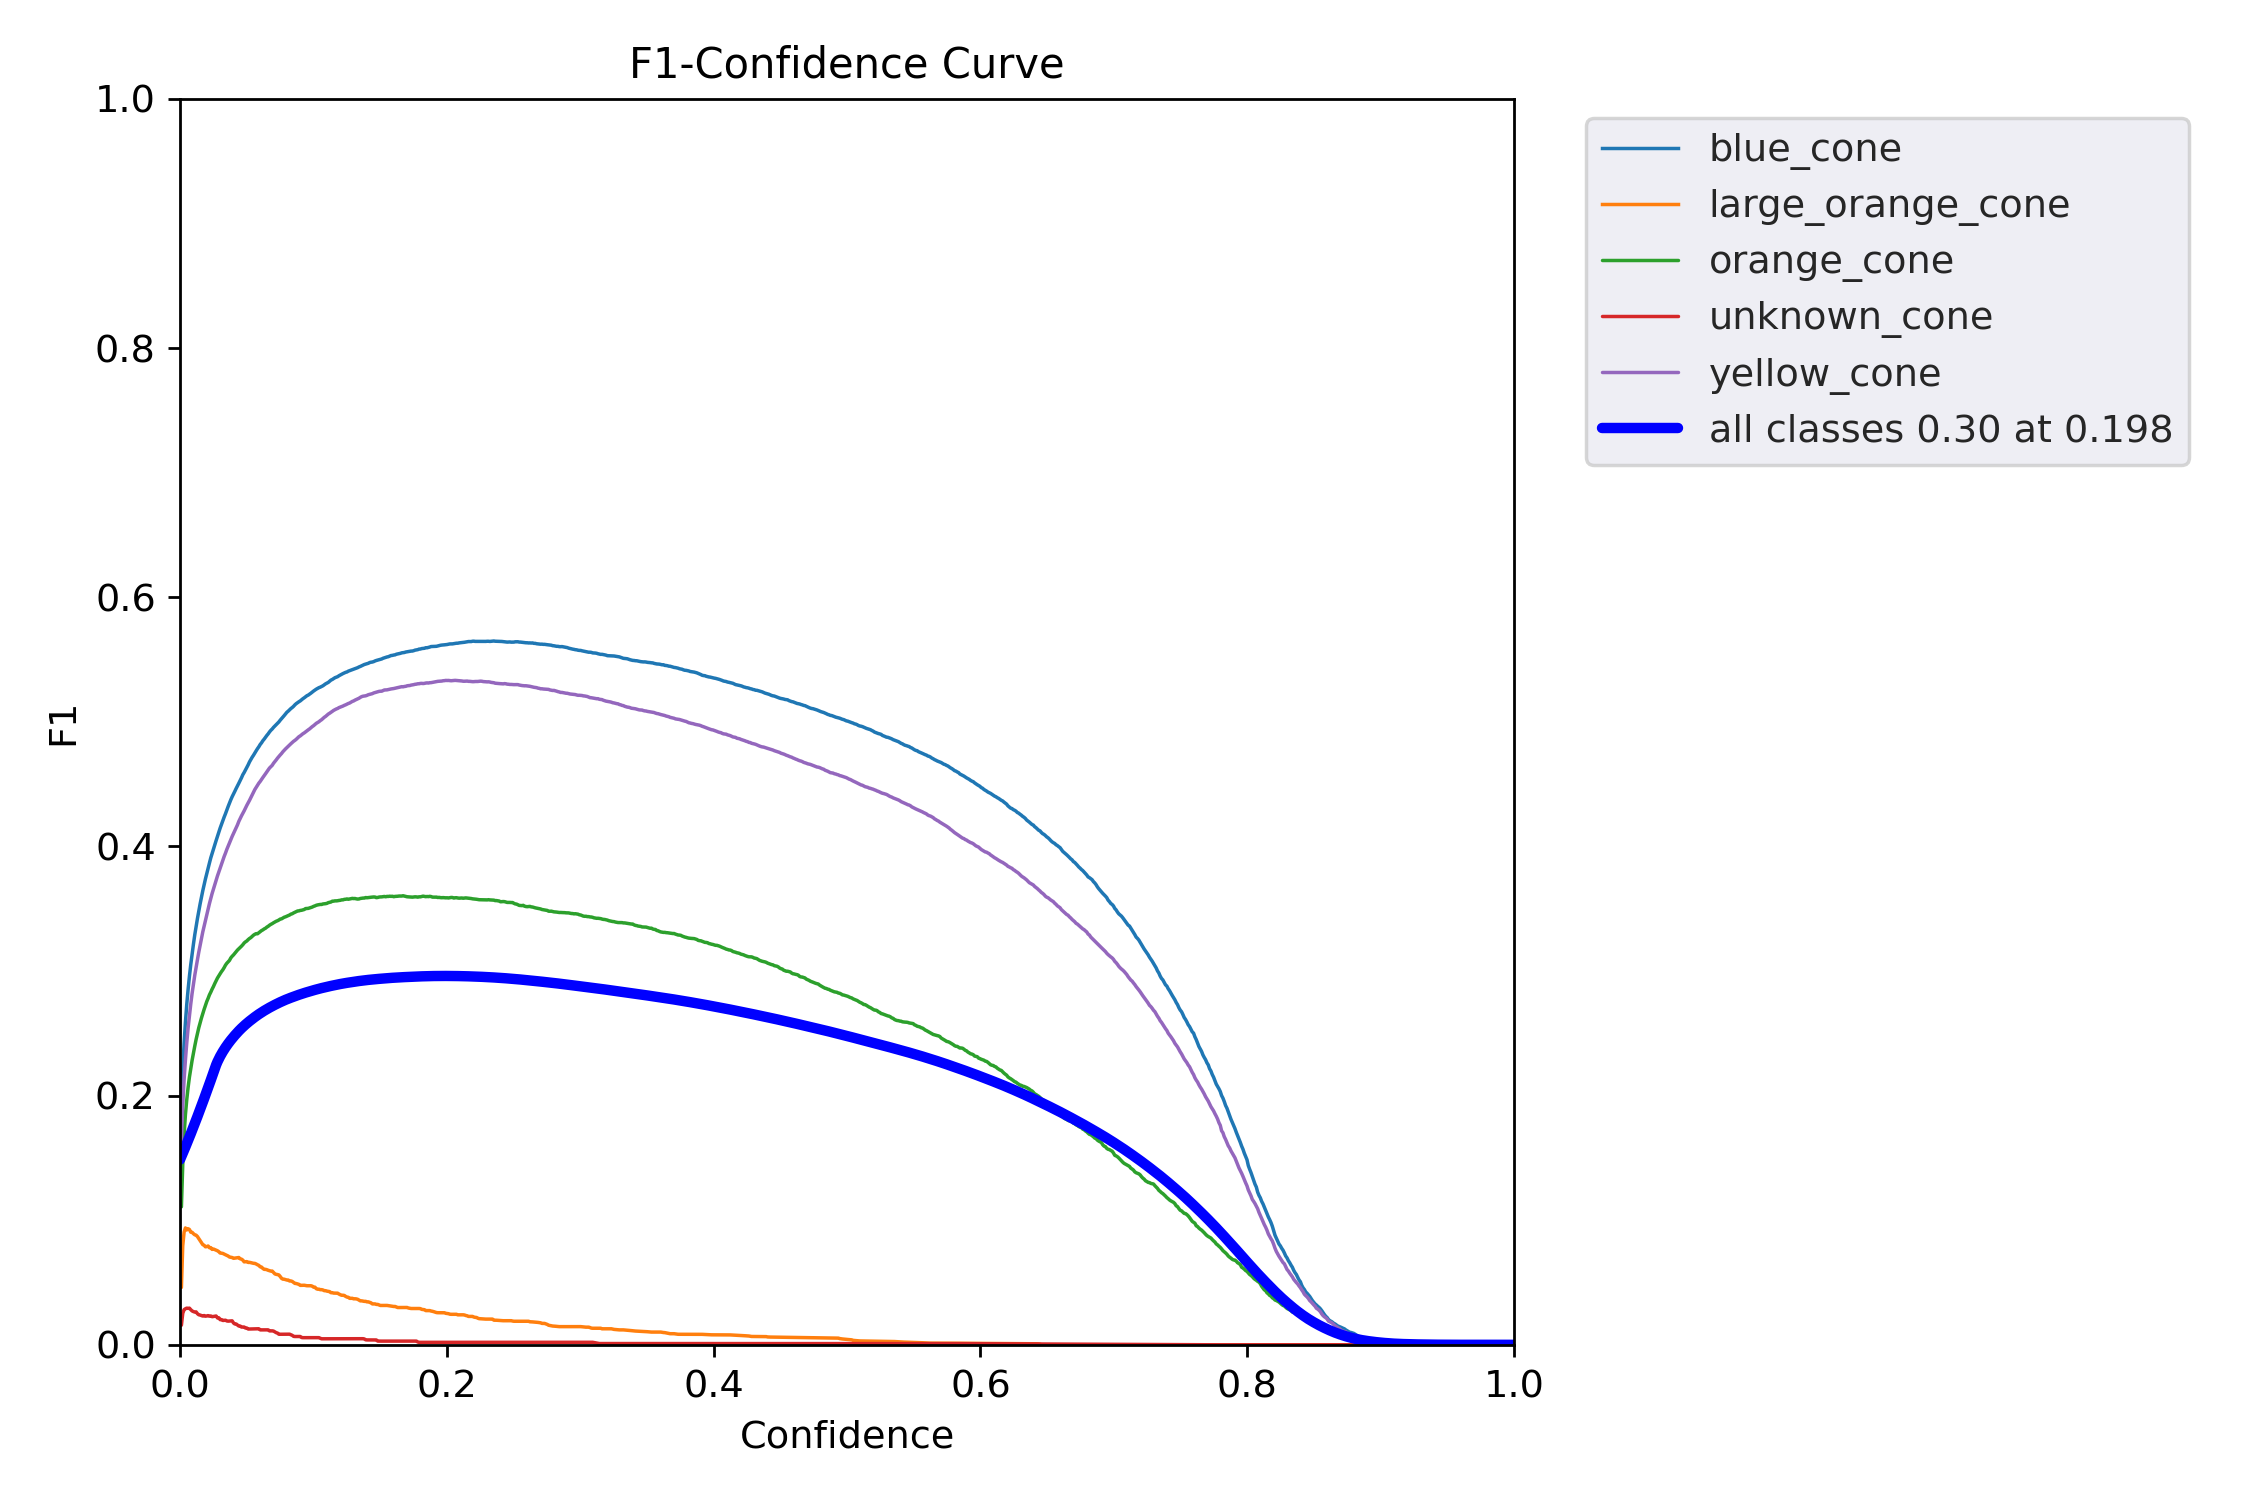 F1-Confidence Curve
1.0
0.8
0.6
0.4
0.2
0.0
F1
0.0 0.2 0.4 0.6 0.8 1.0
Confidence
blue_cone
large_orange_cone
orange_cone
unknown_cone
yellow_cone
all classes 0.30 at 0.198